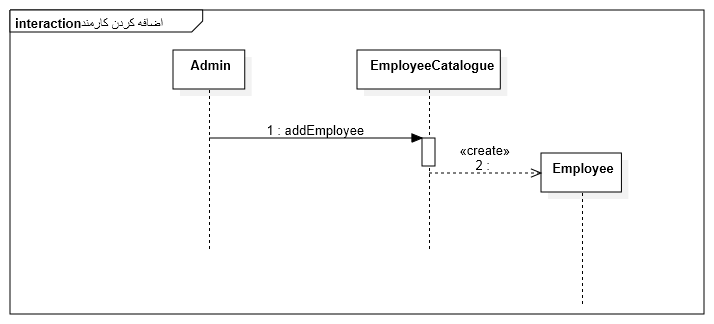 interaction اضافه کردن کارمند
Admin
EmployeeCatalogue
1 : addEmployee
«create»
2 :
Employee